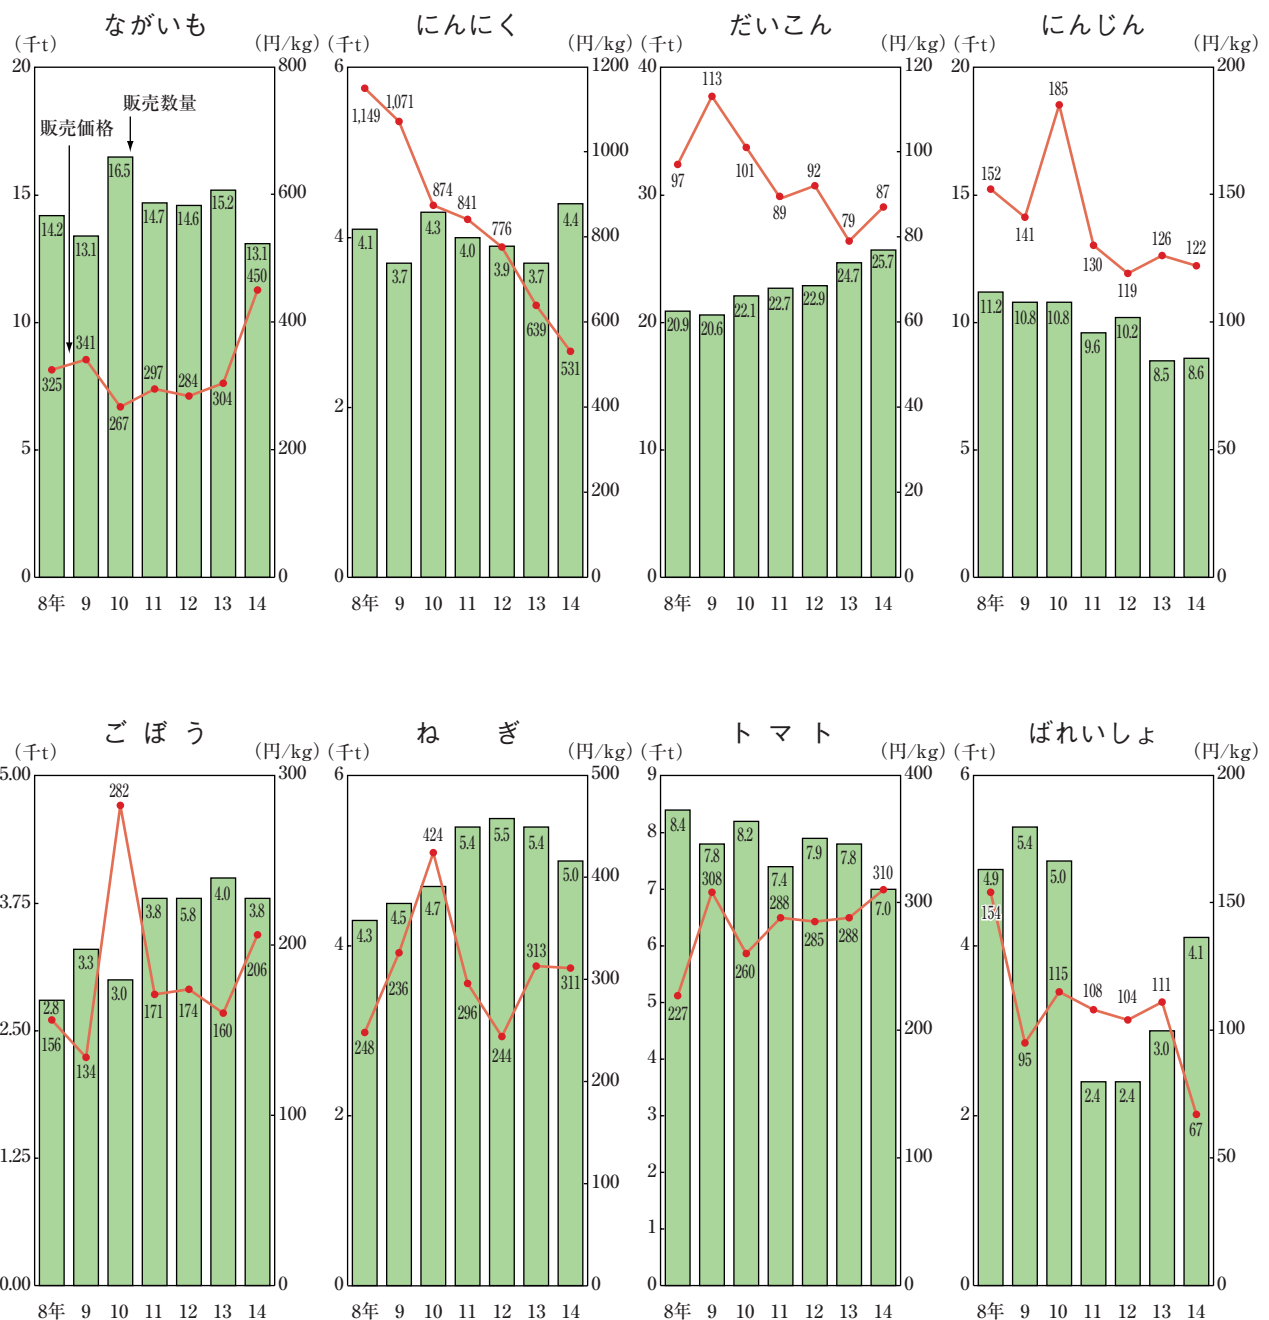 ながいも
(千t) (円/kg)
販売数量
販売価格
20 15 10 5 0
800 600 400 200 0
14.2 13.1 16.5 14.7 14.6 15.2 13.1
325 341 267 297 284 304 450
8年 9 10 11 12 13 14
にんにく
(千t) (円/kg)
6 4 2 0
1200 1000 800 600 400 200 0
1,149 1,071 874 841 776 639 531
4.1 3.7 4.3 4.0 3.9 3.7 4.4
8年 9 10 11 12 13 14
だいこん
(千t) (円/kg)
40 30 20 10 0
120 100 80 60 40 20 0
97 113 101 89 92 79 87
20.9 20.6 22.1 22.7 22.9 24.7 25.7
8年 9 10 11 12 13 14
にんじん
(千t) (円/kg)
20 15 10 5 0
200 150 100 50 0
152 141 185 130 119 126 122
11.2 10.8 10.8 9.6 10.2 8.5 8.6
8年 9 10 11 12 13 14
ごぼう
(千t) (円/kg)
5.00 3.75 2.50 1.25 0.00
300 200 100 0
2.8 3.3 3.0 3.8 5.8 4.0 3.8
156 134 282 171 174 160 206
8年 9 10 11 12 13 14
ねぎ
(千t) (円/kg)
6 4 2 0
500 400 300 200 100 0
4.3 4.5 4.7 5.4 5.5 5.4 5.0
248 236 424 296 244 313 311
8年 9 10 11 12 13 14
トマト
(千t) (円/kg)
9 8 7 6 5 4 3 2 1 0
400 300 200 100 0
8.4 7.8 8.2 7.4 7.9 7.8 7.0
227 308 260 288 285 288 310
8年 9 10 11 12 13 14
ばれいしょ
(千t) (円/kg)
6 4 2 0
200 150 100 50 0
4.9 5.4 5.0 2.4 2.4 3.0 4.1
154 95 115 108 104 111 67
8年 9 10 11 12 13 14